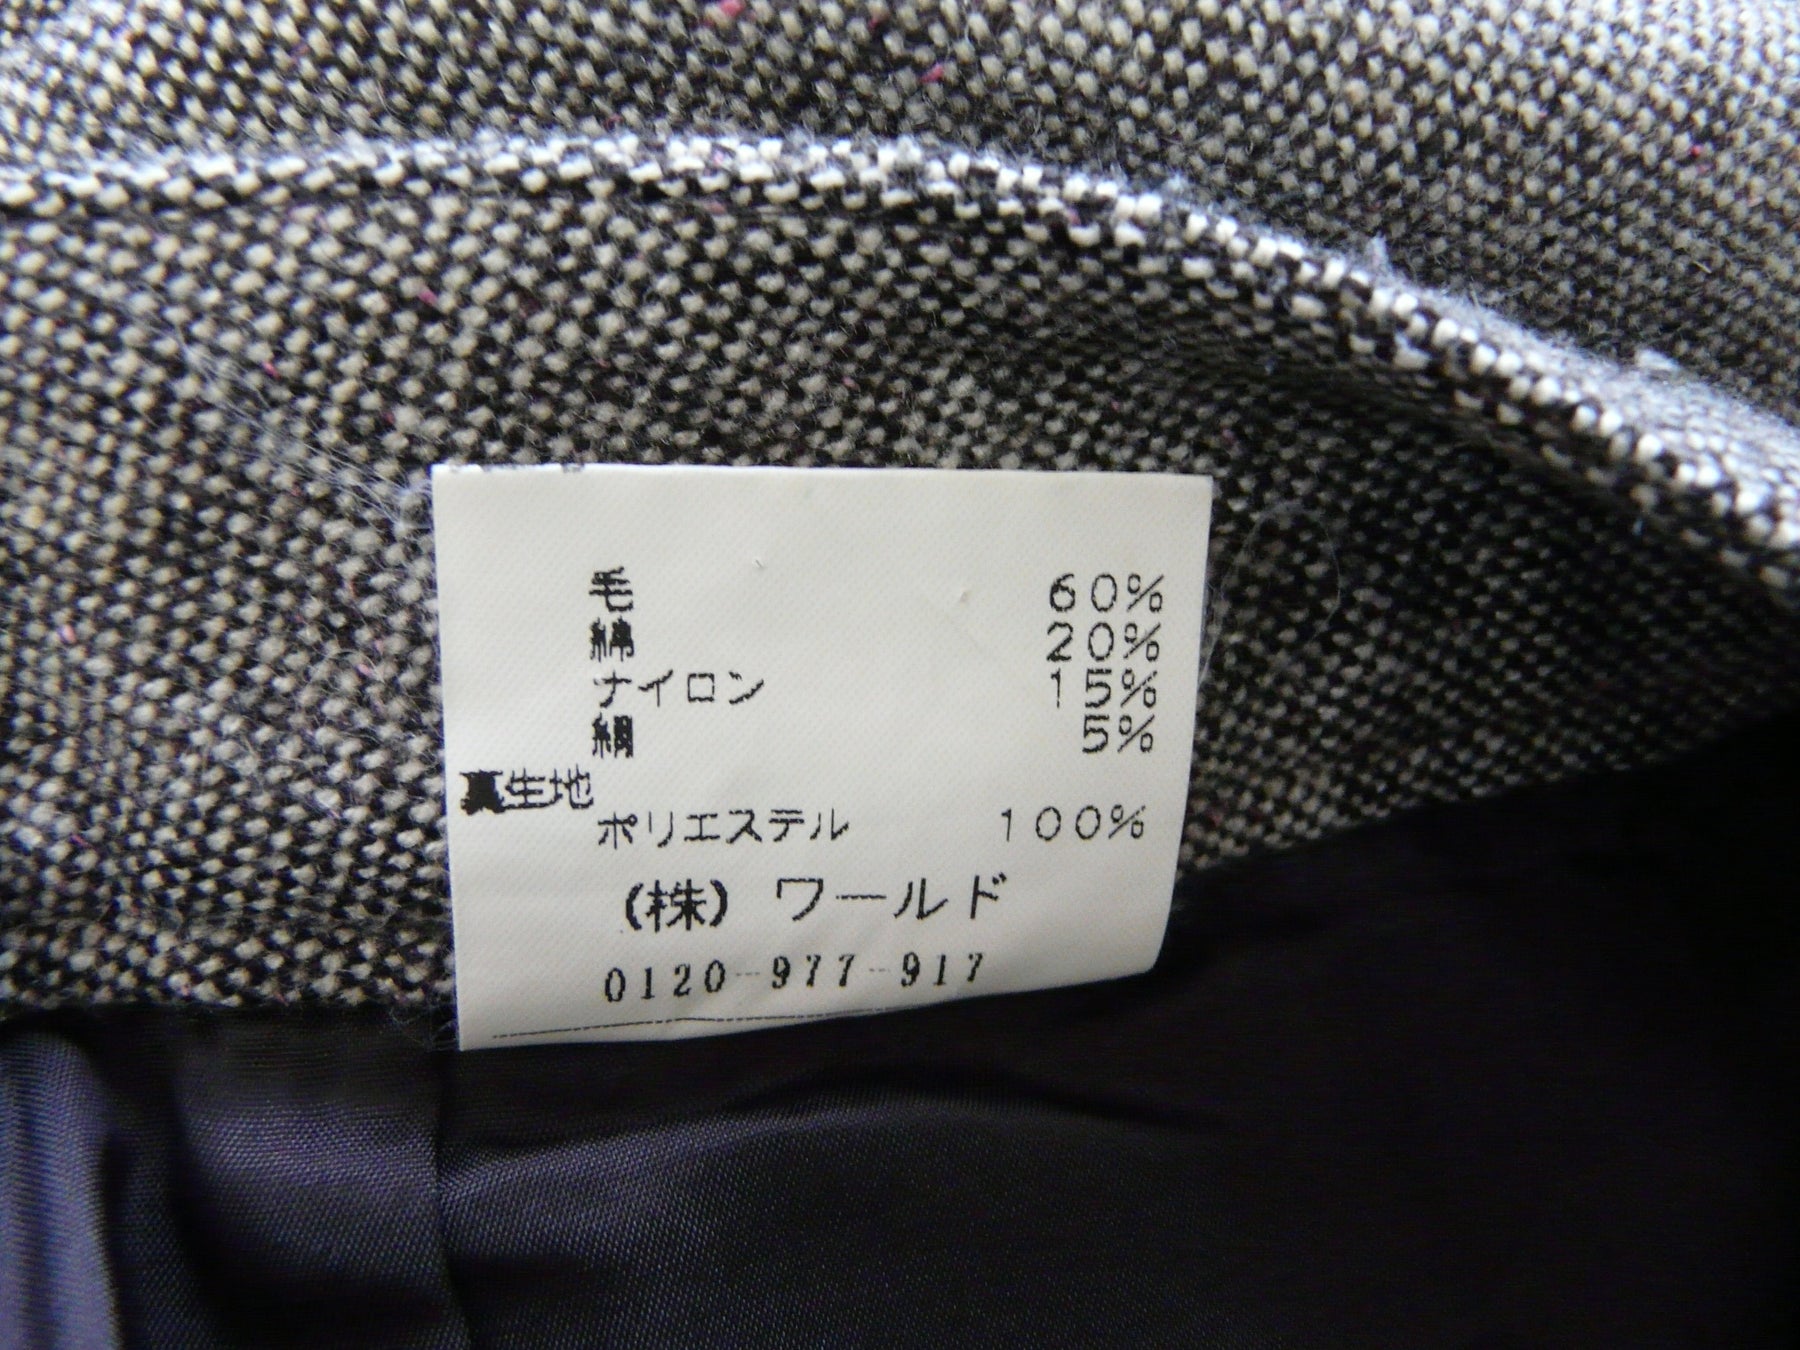 毛 60%
綿 20%
ナイロン 15%
絹 5%
裏生地
ポリエステル 100%
(株) ワールド
0120-977-917